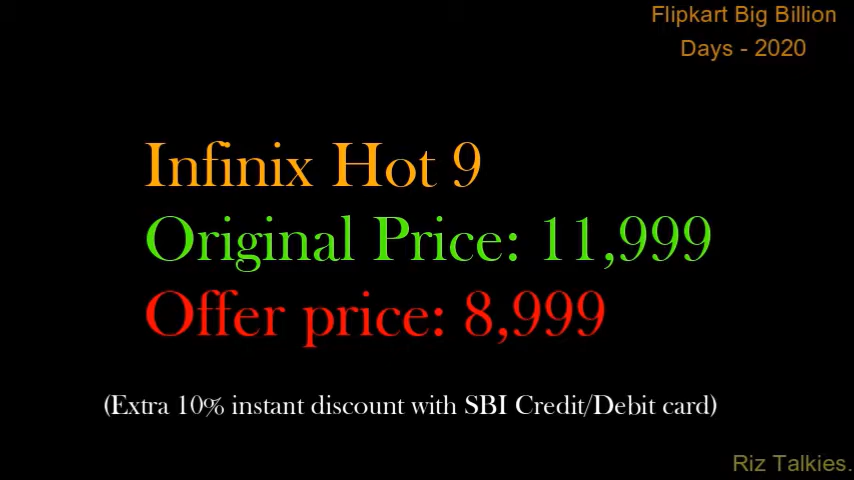 Flipkart Big Billion
Days - 2020
Infinix Hot 9
Original Price: 11,999
Offer price: 8,999
(Extra 10% instant discount with SBI Credit/Debit card)
Riz Talkies.